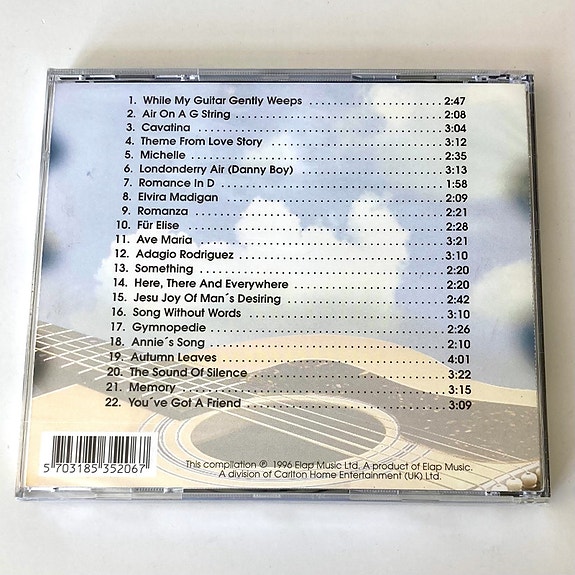 1. While My Guitar Gently Weeps 2:47
2. Air On A G String 2:08
3. Cavatina 3:04
4. Theme From Love Story 3:12
5. Michelle 2:35
6. Londonderry Air (Danny Boy) 3:13
7. Romance In D 1:58
8. Elvira Madigan 2:09
9. Romanza 2:21
10. Für Elise 2:28
11. Ave Maria 3:21
12. Adagio Rodriguez 3:10
13. Something 2:20
14. Here, There And Everywhere 2:20
15. Jesu Joy Of Man´s Desiring 2:42
16. Song Without Words 3:10
17. Gymnopedie 2:26
18. Annie´s Song 2:10
19. Autumn Leaves 4:01
20. The Sound Of Silence 3:22
21. Memory 3:15
22. You´ve Got A Friend 3:09
5 703185 352067
This compilation ℗ 1996 Elap Music Ltd. A product of Elap Music.
A division of Carlton Home Entertainment (UK) Ltd.